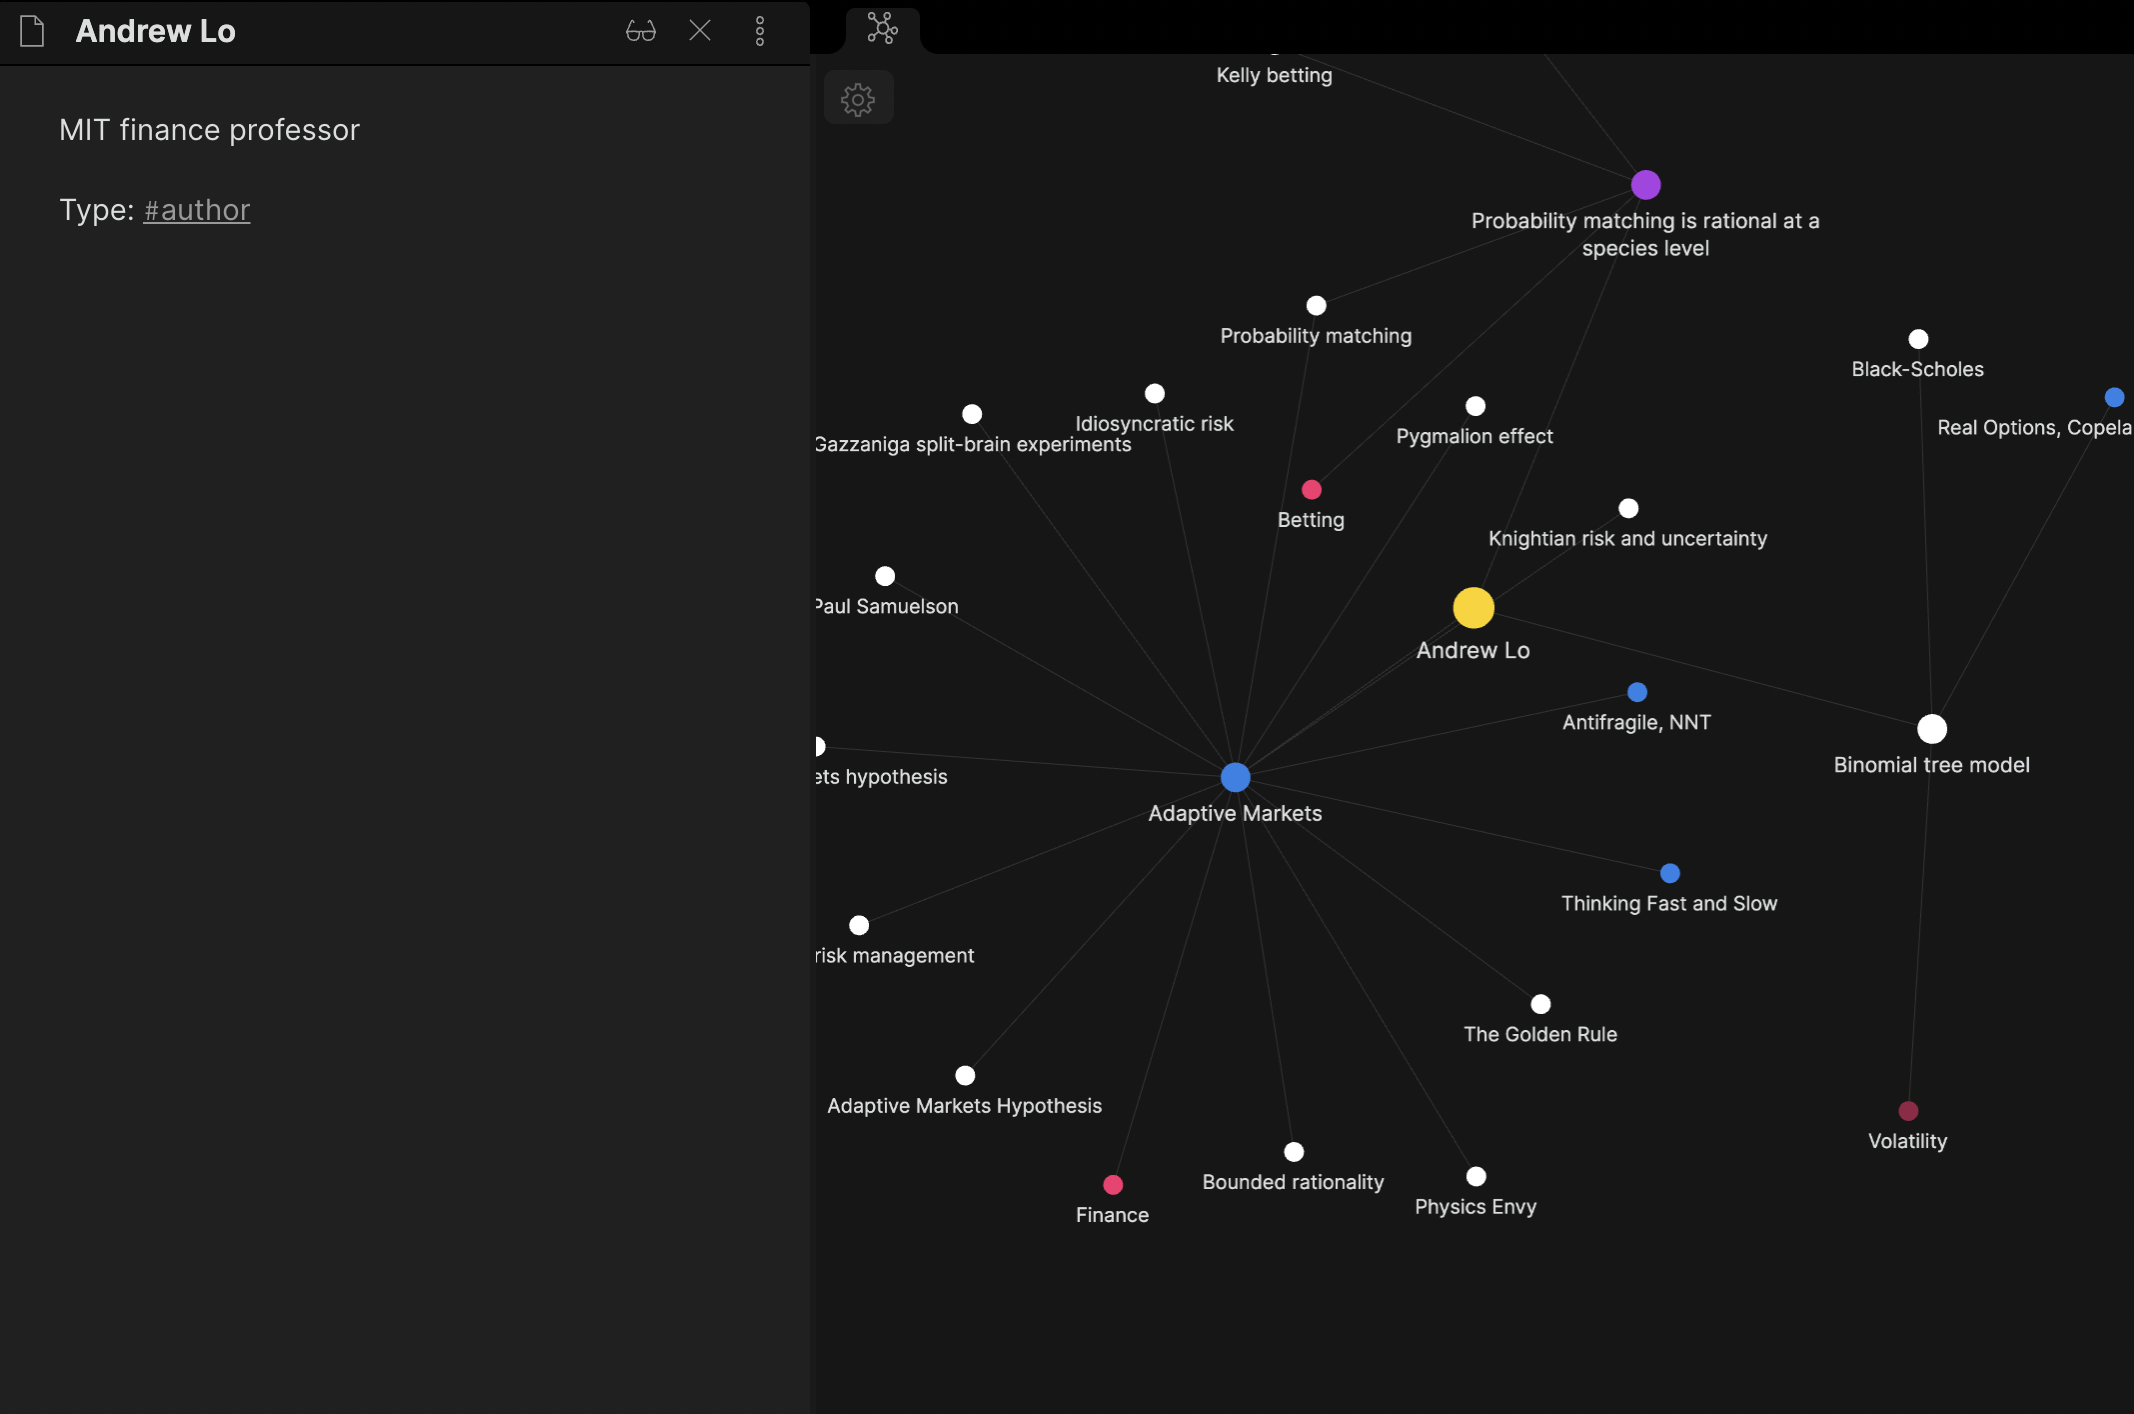 Andrew Lo
MIT finance professor
Type: #author
Kelly betting
Probability matching is rational at a
species level
Probability matching
Black-Scholes
Idiosyncratic risk
Real Options, Copela
Pygmalion effect
Gazzaniga split-brain experiments
Betting
Knightian risk and uncertainty
Paul Samuelson
Andrew Lo
Antifragile, NNT
Binomial tree model
ets hypothesis
Adaptive Markets
Thinking Fast and Slow
risk management
The Golden Rule
Adaptive Markets Hypothesis
Volatility
Bounded rationality
Physics Envy
Finance